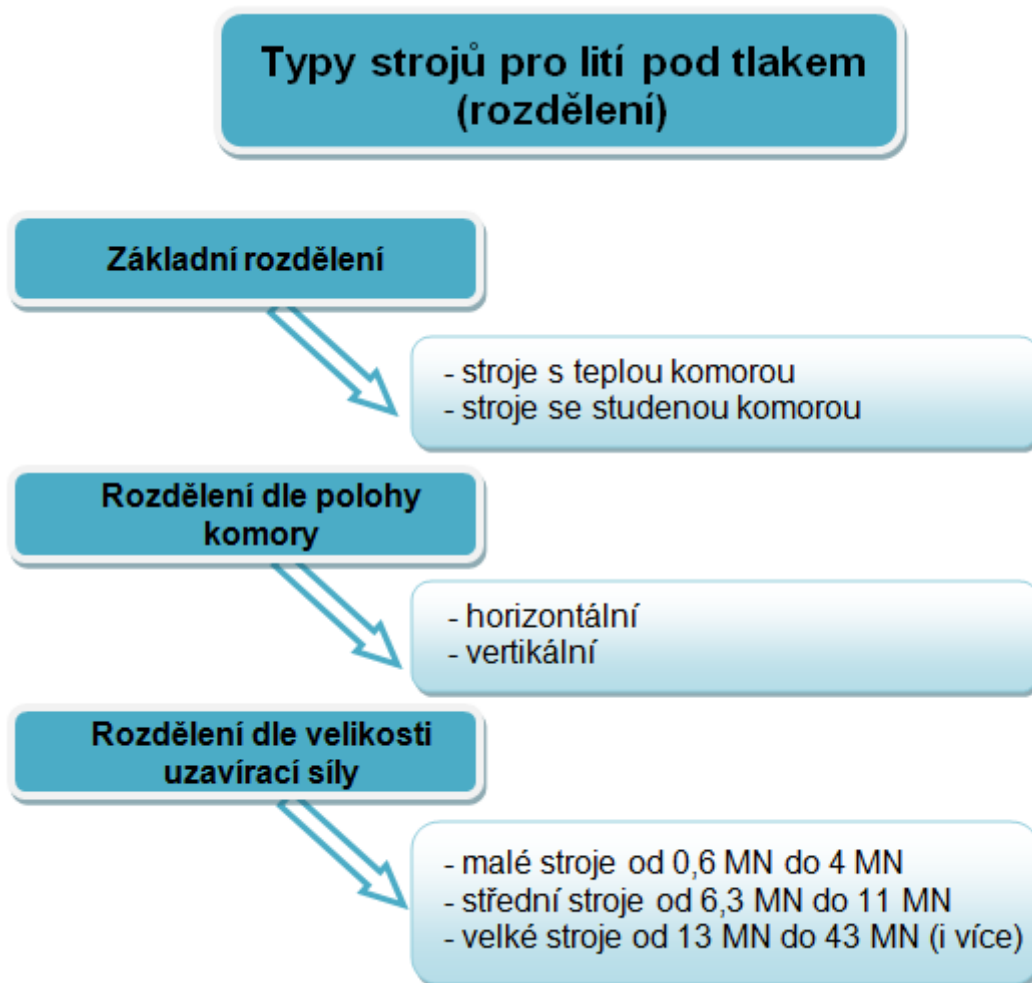 Typy strojů pro lití pod tlakem
(rozdělení)
Základní rozdělení
- stroje s teplou komorou
- stroje se studenou komorou
Rozdělení dle polohy
komory
- horizontální
- vertikální
Rozdělení dle velikosti
uzavírací síly
- malé stroje od 0,6 MN do 4 MN
- střední stroje od 6,3 MN do 11 MN
- velké stroje od 13 MN do 43 MN (i více)